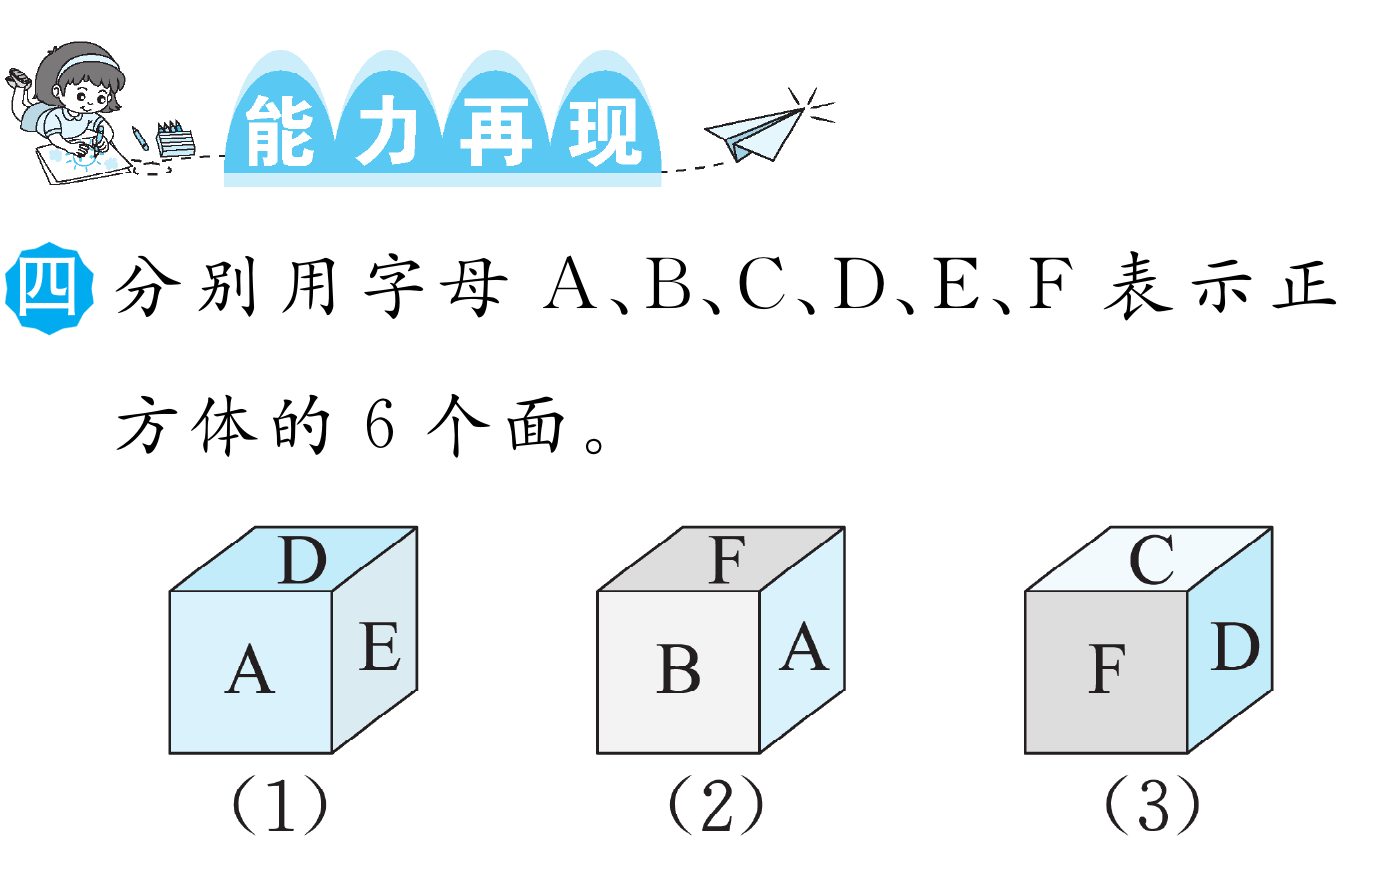 能力再现
四 分别用字母 A、B、C、D、E、F 表示正
方体的 6 个面。
D F C
A E B A F D
(1) (2) (3)